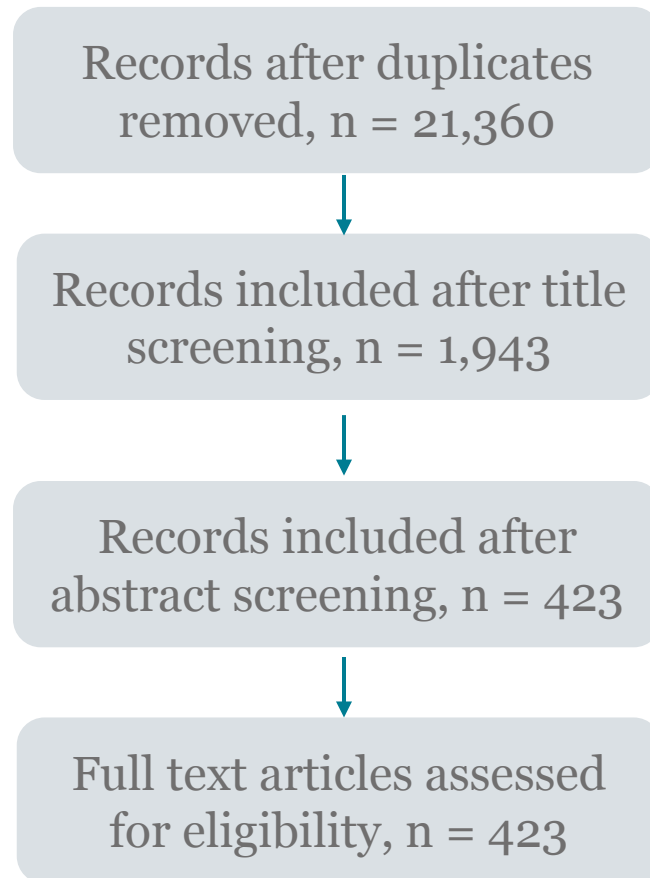 Records after duplicates
removed, n = 21,360
Records included after title
screening, n = 1,943
Records included after
abstract screening, n = 423
Full text articles assessed
for eligibility, n = 423